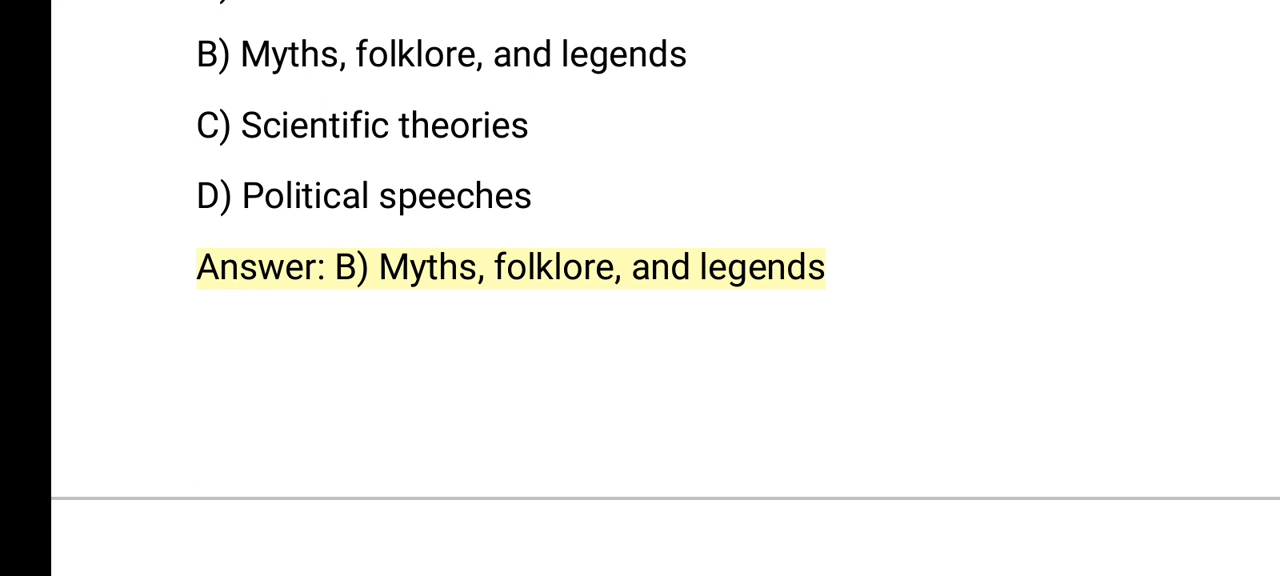 B) Myths, folklore, and legends
C) Scientific theories
D) Political speeches
Answer: B) Myths, folklore, and legends